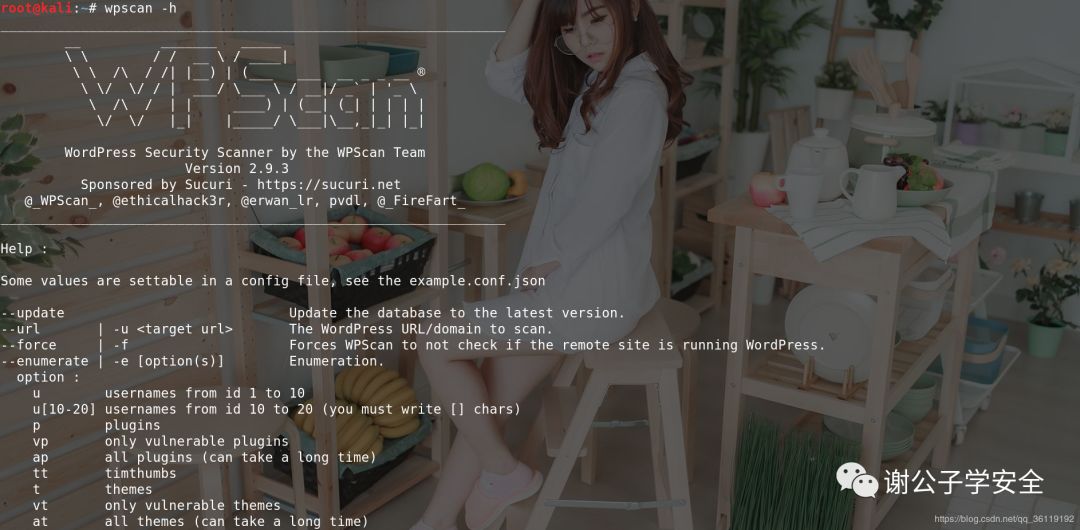 root@kali:~# wpscan -h
WPScan ®
WordPress Security Scanner by the WPScan Team
Version 2.9.3
Sponsored by Sucuri - https://sucuri.net
@_WPScan_, @ethicalhack3r, @erwan_lr, pvdl, @_FireFart_
Help :
Some values are settable in a config file, see the example.conf.json
--update Update the database to the latest version.
--url | -u <target url> The WordPress URL/domain to scan.
--force | -f Forces WPScan to not check if the remote site is running WordPress.
--enumerate | -e [option(s)] Enumeration.
option :
u usernames from id 1 to 10
u[10-20] usernames from id 10 to 20 (you must write [] chars)
p plugins
vp only vulnerable plugins
ap all plugins (can take a long time)
tt timthumbs
t themes
vt only vulnerable themes
at all themes (can take a long time)
谢公子学安全
https://blog.csdn.net/qq_36119192